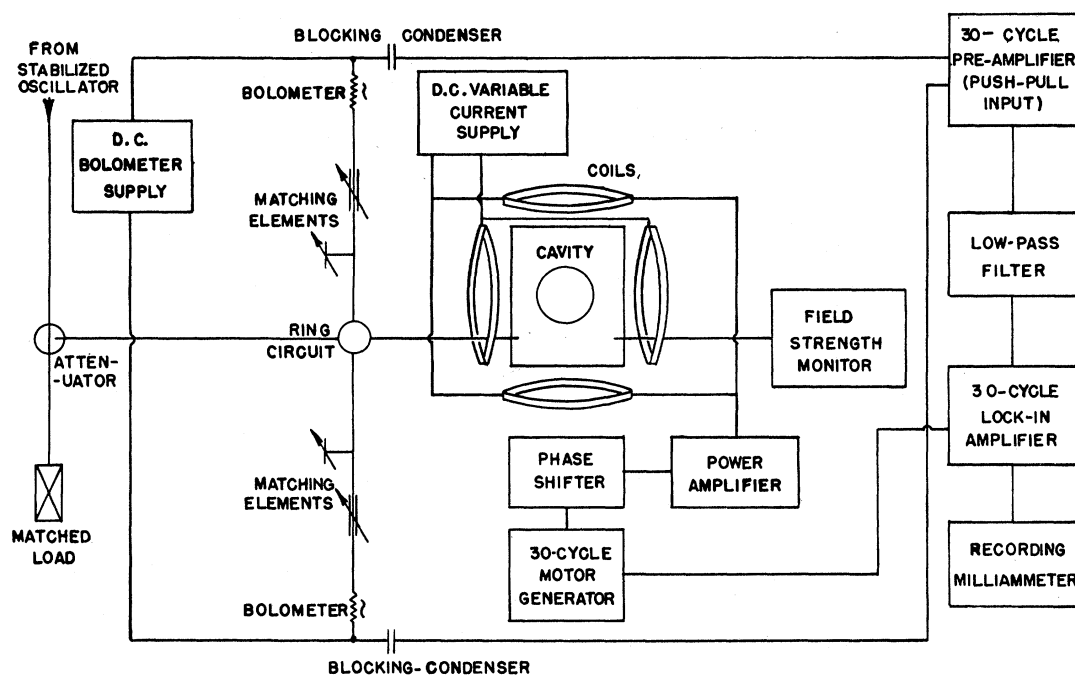 FROM
STABILIZED
OSCILLATOR
BLOCKING CONDENSER
BOLOMETER
D.C.
BOLOMETER
SUPPLY
D.C. VARIABLE
CURRENT
SUPPLY
30- CYCLE
PRE-AMPLIFIER
(PUSH-PULL
INPUT)
MATCHING
ELEMENTS
COILS,
CAVITY
LOW-PASS
FILTER
RING
CIRCUIT
ATTEN-
-UATOR
FIELD
STRENGTH
MONITOR
30-CYCLE
LOCK-IN
AMPLIFIER
MATCHING
ELEMENTS
PHASE
SHIFTER
POWER
AMPLIFIER
MATCHED
LOAD
30-CYCLE
MOTOR
GENERATOR
RECORDING
MILLIAMMETER
BOLOMETER
BLOCKING-CONDENSER